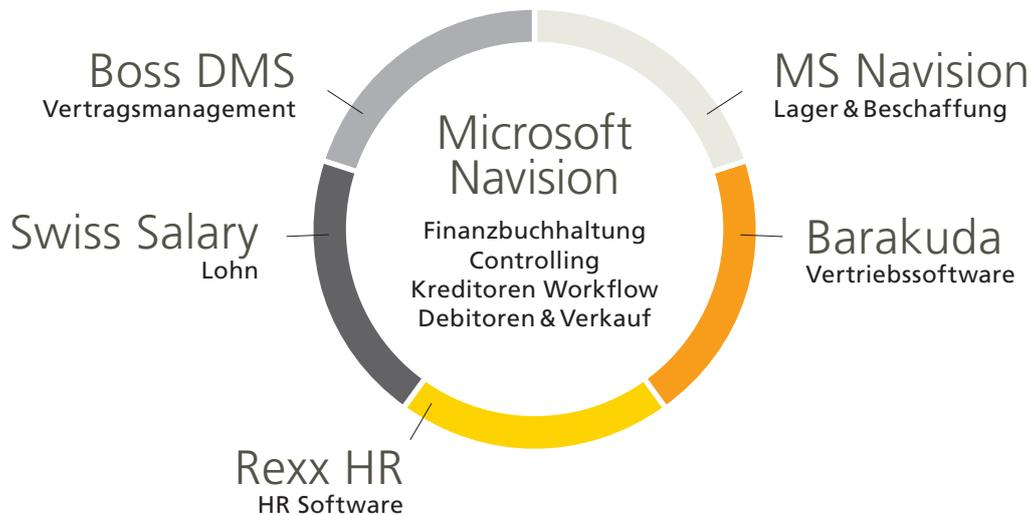 Boss DMS
Vertragsmanagement
MS Navision
Lager & Beschaffung
Microsoft
Navision
Finanzbuchhaltung
Controlling
Kreditoren Workflow
Debitoren & Verkauf
Swiss Salary
Lohn
Barakuda
Vertriebssoftware
Rexx HR
HR Software